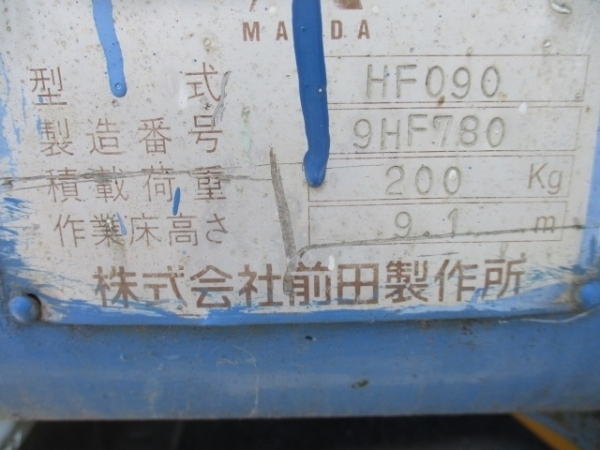 MAEDA
型式 HF090
製造番号 9HF780
積載荷重 200 Kg
作業床高さ 9.1 m
株式会社前田製作所